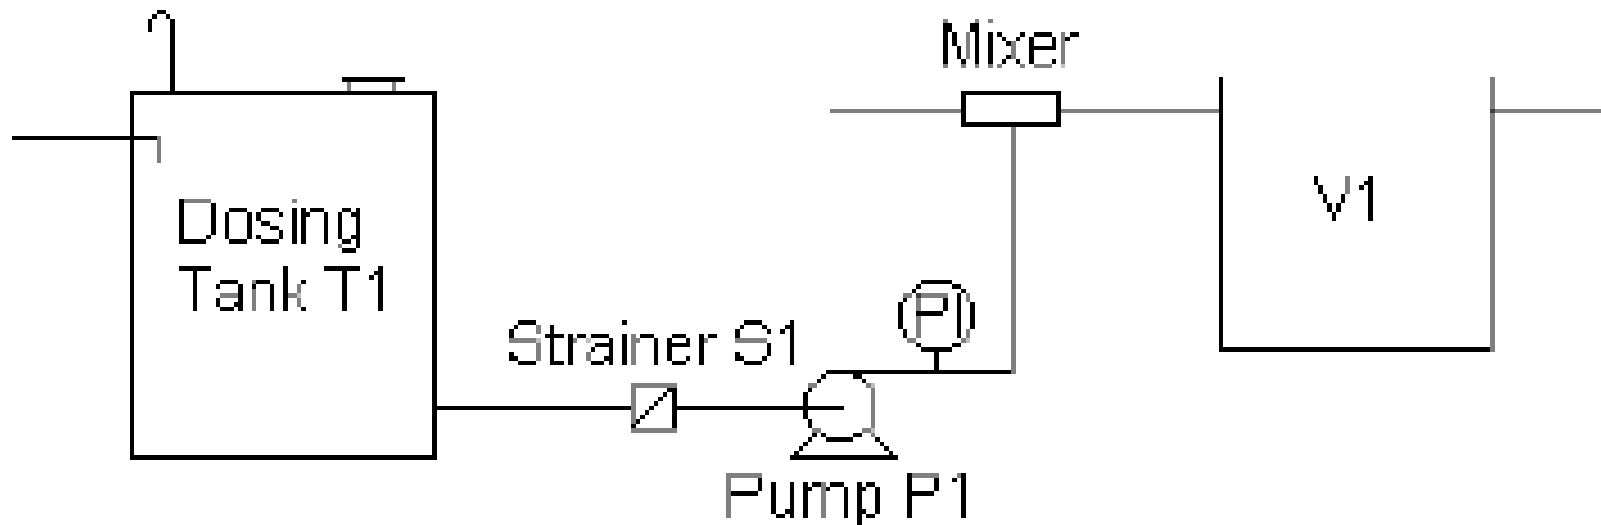 Mixer
Dosing
Tank T1
V1
PI
Strainer S1
Pump P1